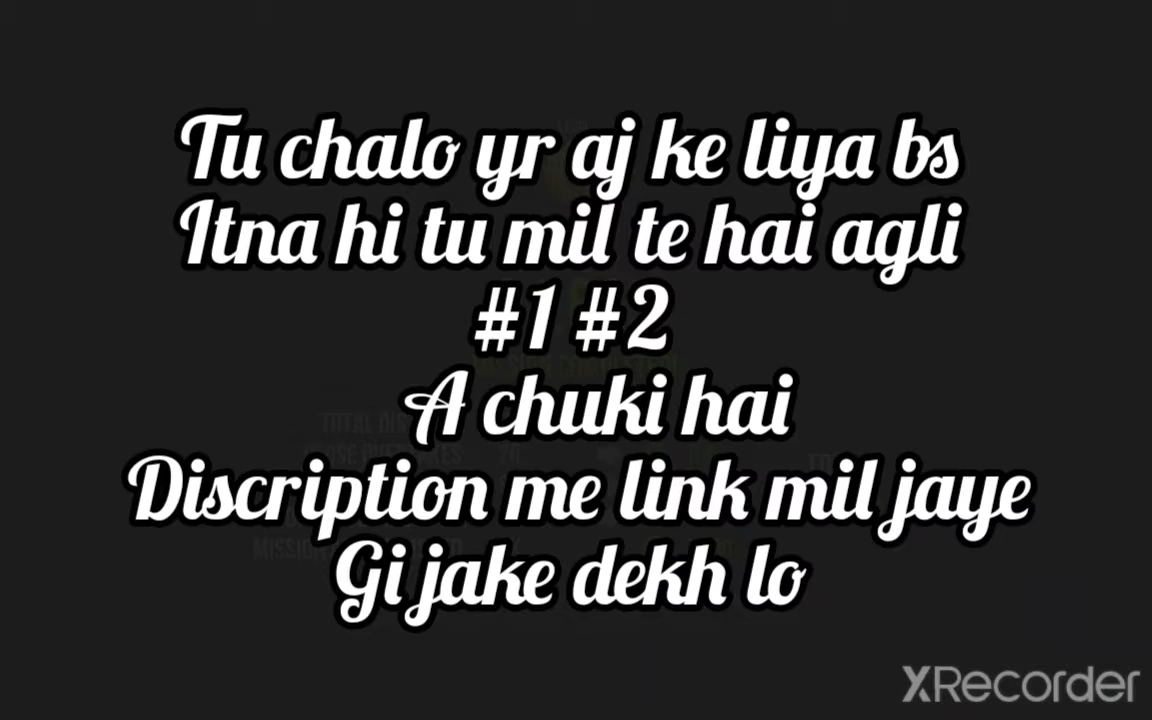 Tu chalo yr aj ke liya bs
Itna hi tu mil te hai agli
#1 #2
A chuki hai
Discription me link mil jaye
Gi jake dekh lo
XRecorder